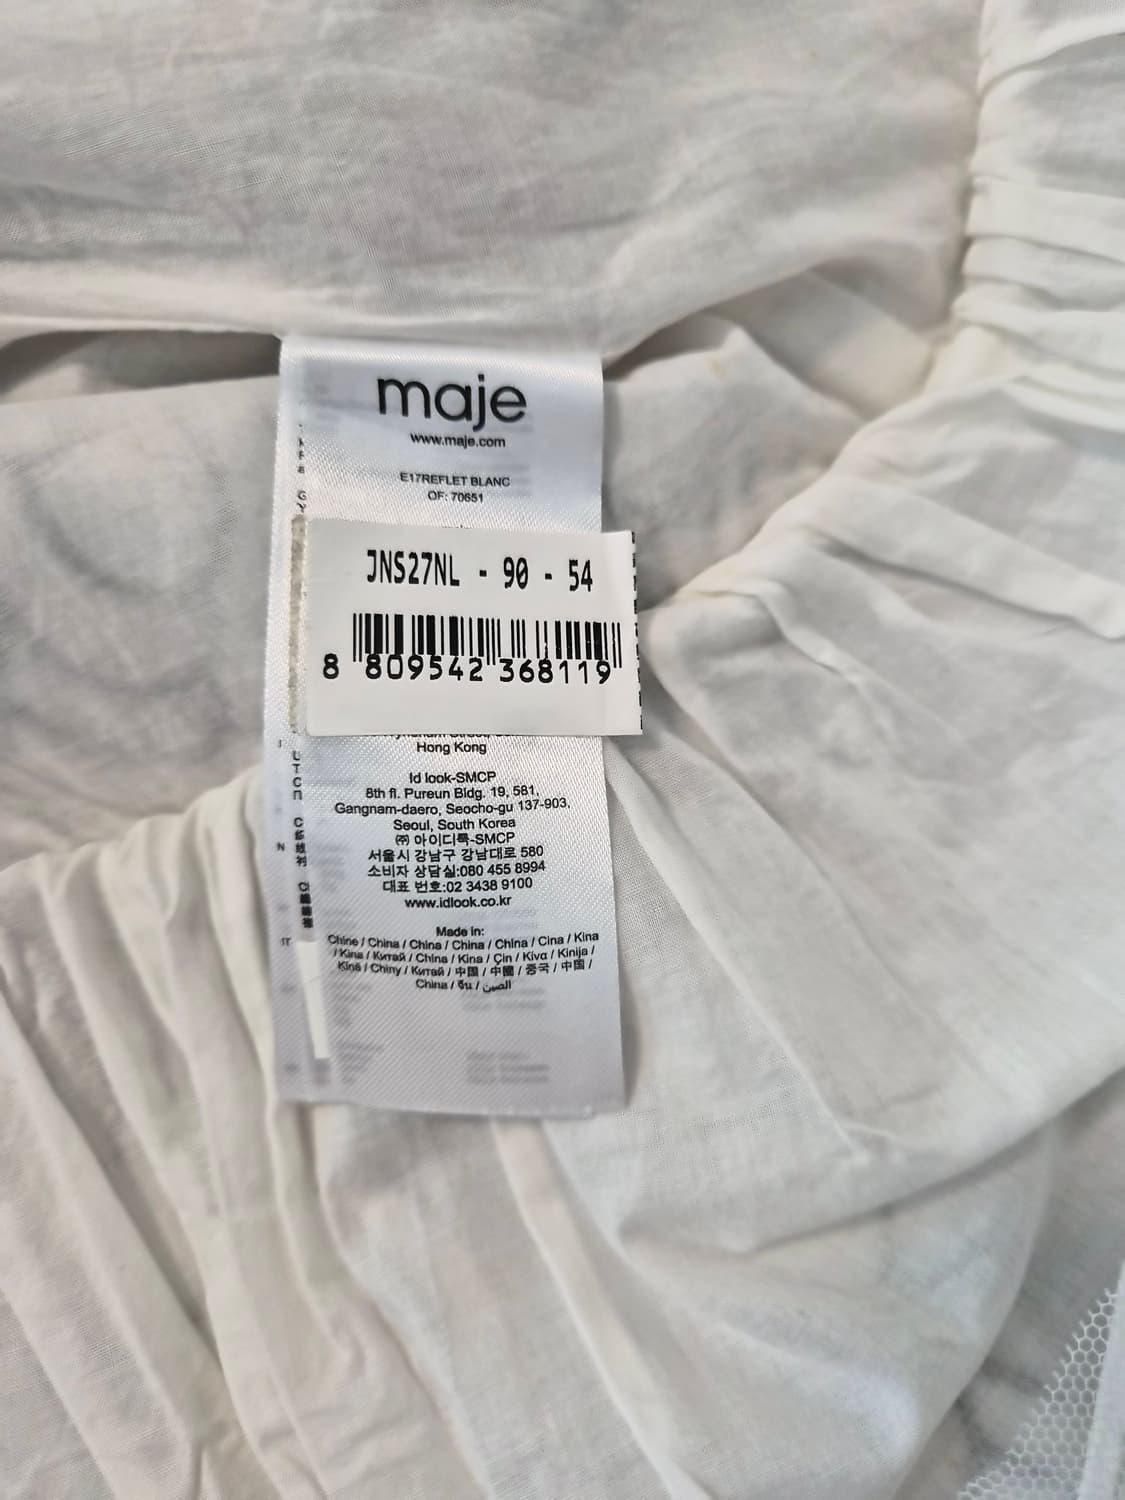 maje
www.maje.com
E17REFLET BLANC
OF: 70651
JNS27NL - 90 - 54
8 809542 368119
Hong Kong
Id look-SMCP
8th fl. Pureun Bldg. 19, 581,
Gangnam-daero, Seocho-gu 137-903,
Seoul, South Korea
㈜ 아이디룩-SMCP
서울시 강남구 강남대로 580
소비자 상담실:080 455 8994
대표 번호:02 3438 9100
www.idlook.co.kr
Made in:
Chine / China / China / China / China / Cina / Kina
/ Kina / Китай / China / Kina / Çin / Kiva / Kinija /
Kīnā / Chiny / Китай / 中国 / 中國 / 중국 / 中国 /
China / จีน / الصين